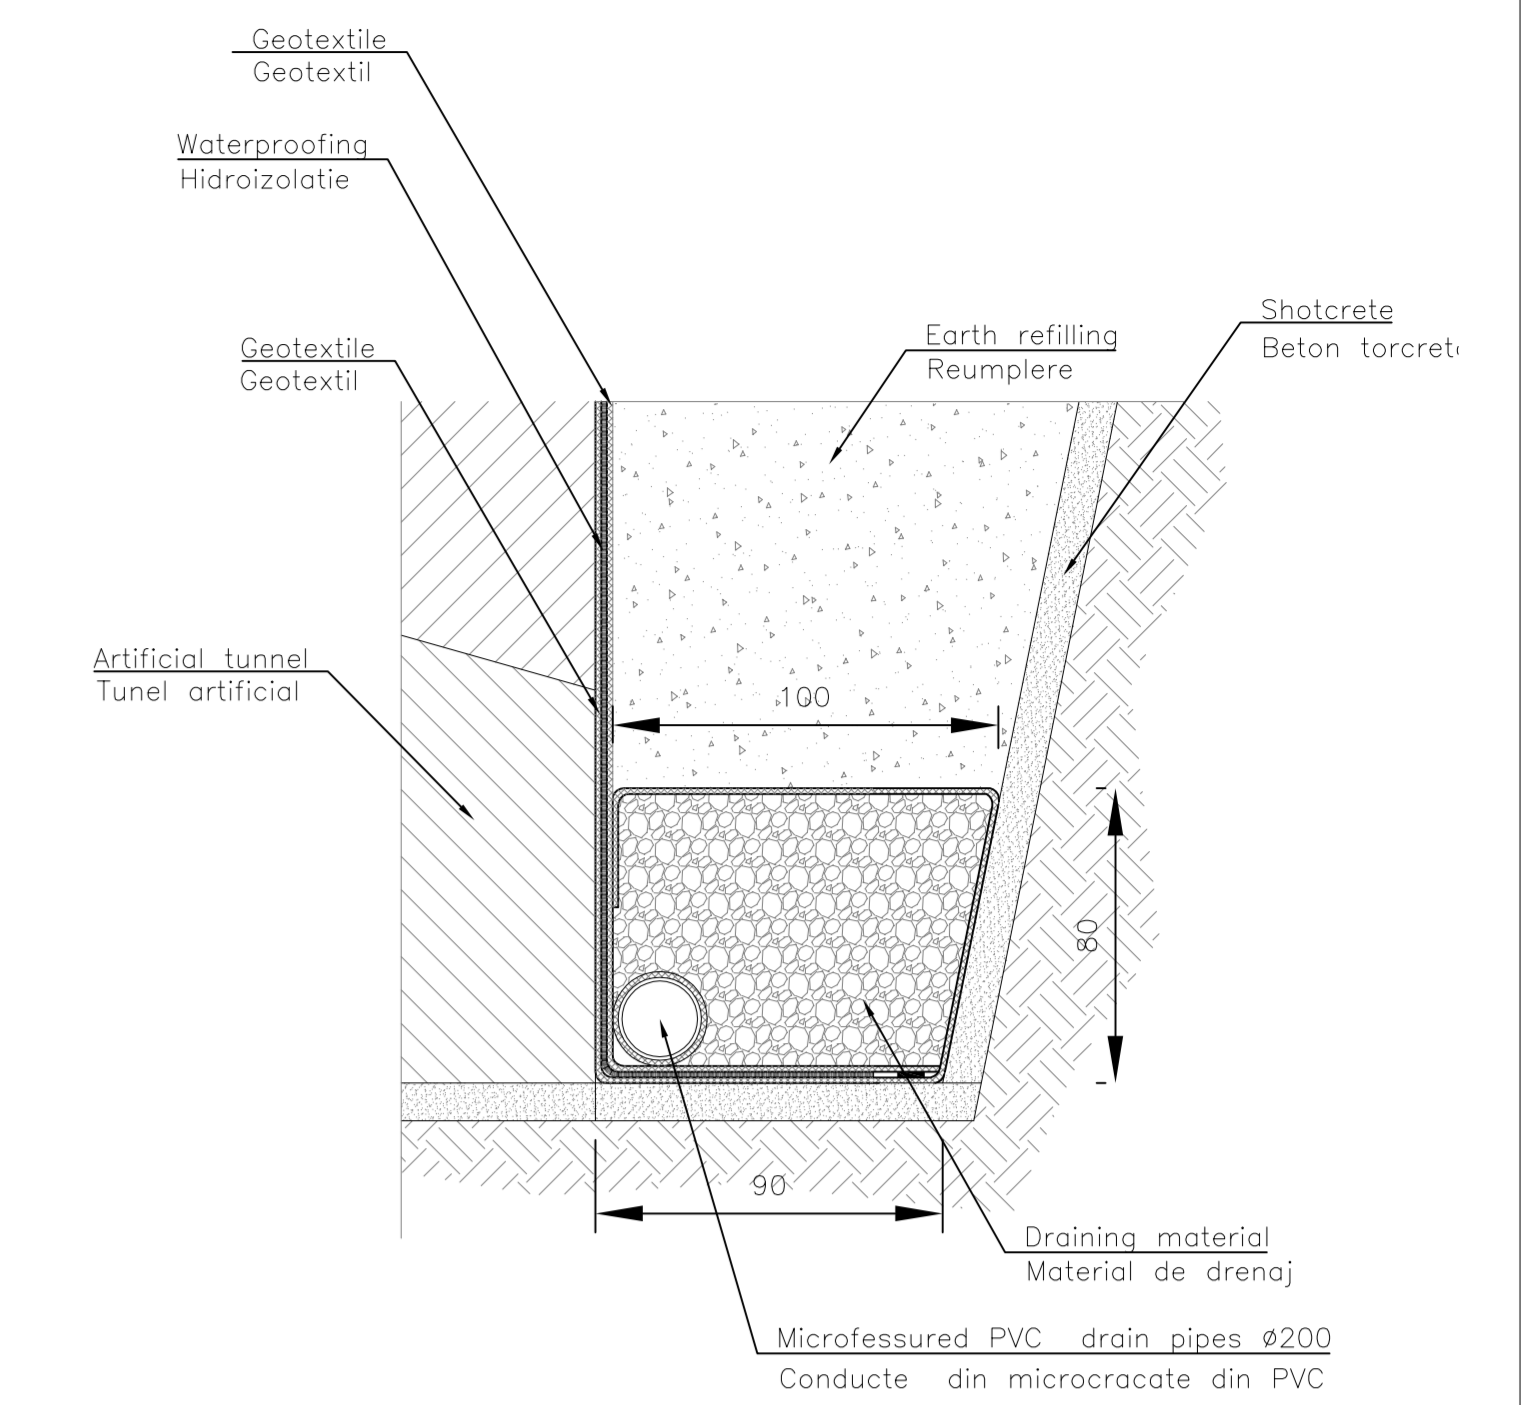 Geotextile
Geotextil
Waterproofing
Hidroizolatie
Shotcrete
Beton
Earth refilling
Reumplere
Geotextile
Geotextil
Artificial tunnel
Tunel artificial
100
80
90
Draining material
Material de drenaj
Microfessured PVC drain pipes ø200
Conducte din microcracate din PVC